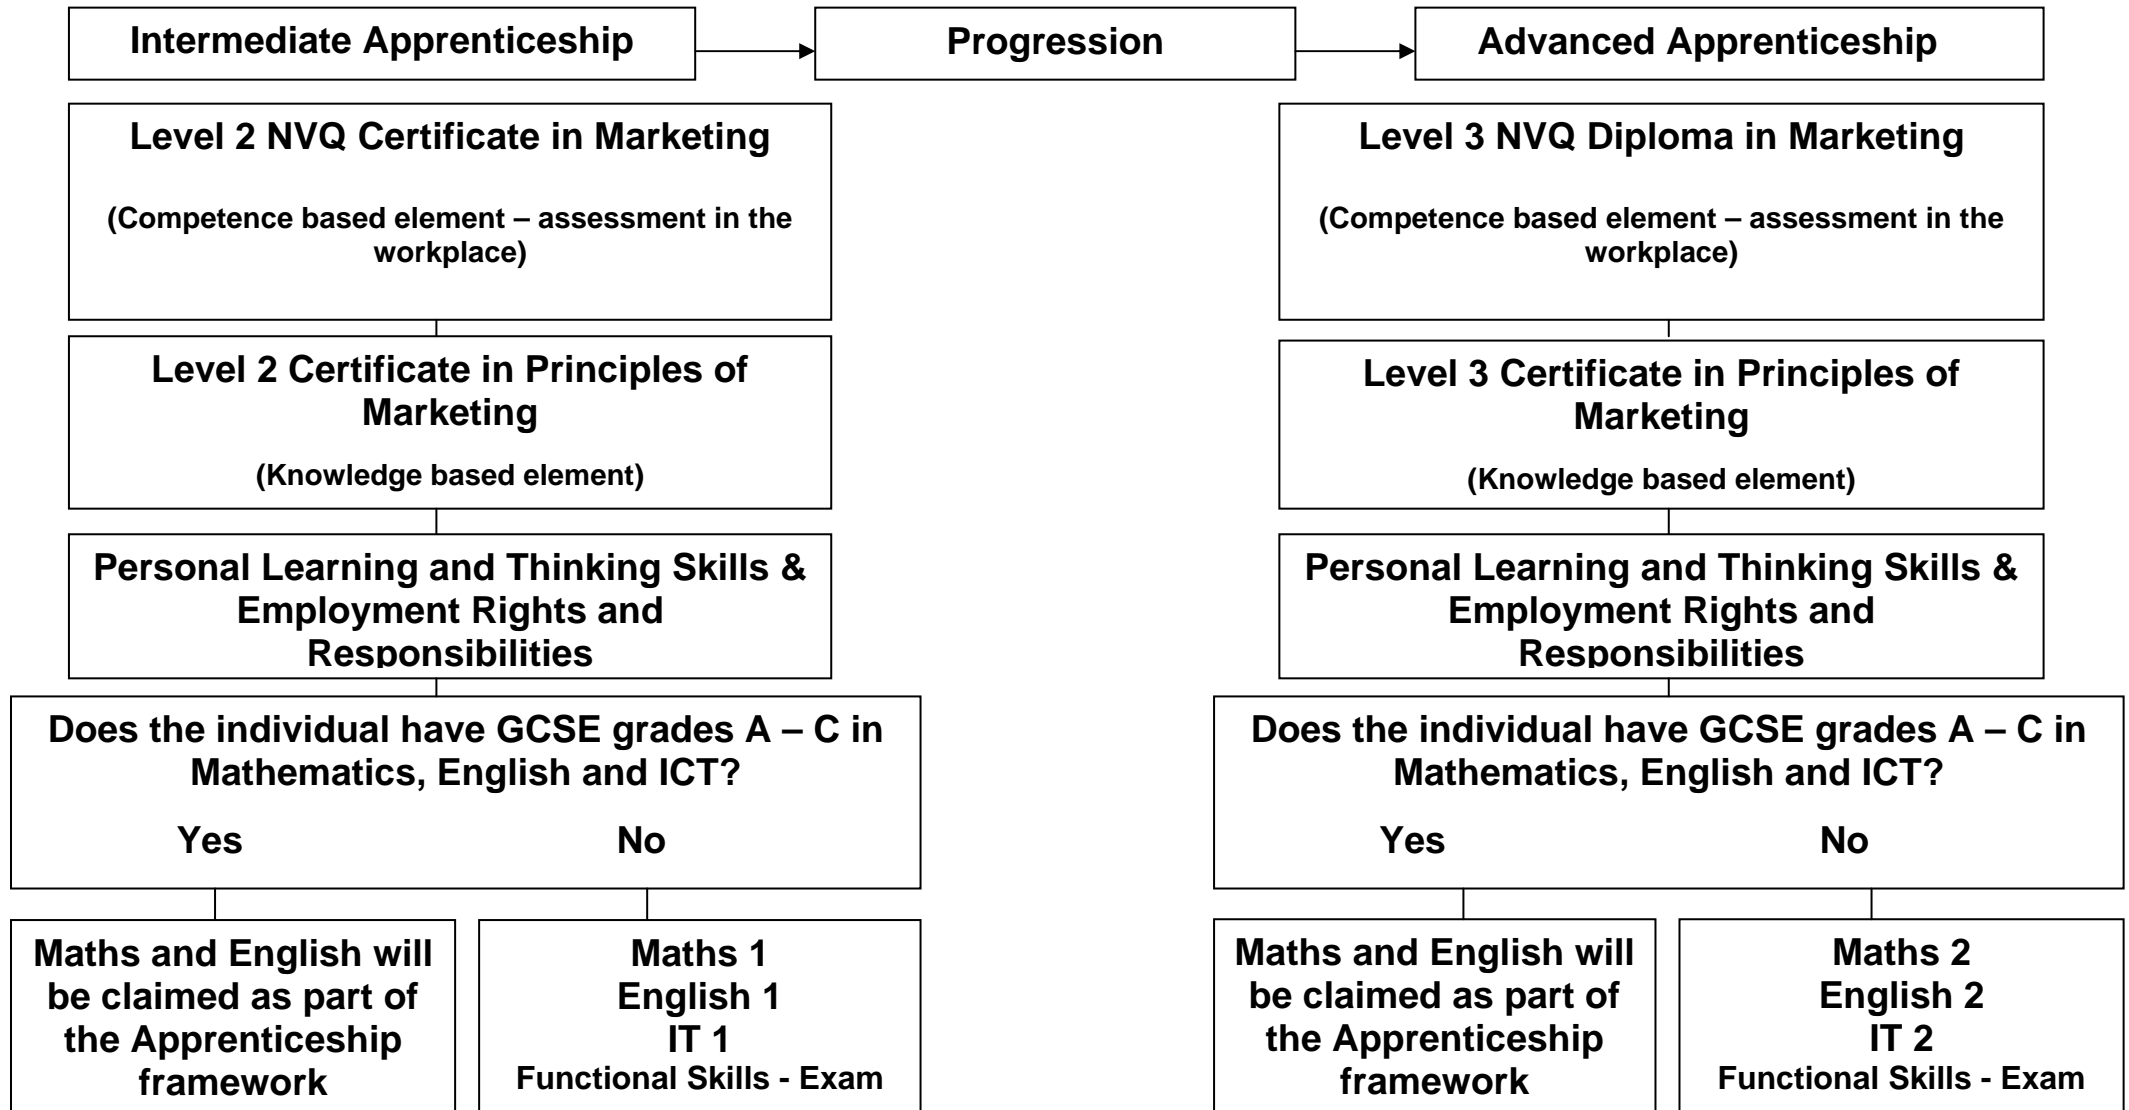 Intermediate Apprenticeship
Progression
Advanced Apprenticeship
Level 2 NVQ Certificate in Marketing
(Competence based element – assessment in the
workplace)
Level 2 Certificate in Principles of
Marketing
(Knowledge based element)
Personal Learning and Thinking Skills &
Employment Rights and
Responsibilities
Does the individual have GCSE grades A – C in
Mathematics, English and ICT?
Yes No
Maths and English will
be claimed as part of
the Apprenticeship
framework
Maths 1
English 1
IT 1
Functional Skills - Exam
Level 3 NVQ Diploma in Marketing
(Competence based element – assessment in the
workplace)
Level 3 Certificate in Principles of
Marketing
(Knowledge based element)
Personal Learning and Thinking Skills &
Employment Rights and
Responsibilities
Does the individual have GCSE grades A – C in
Mathematics, English and ICT?
Yes No
Maths and English will
be claimed as part of
the Apprenticeship
framework
Maths 2
English 2
IT 2
Functional Skills - Exam